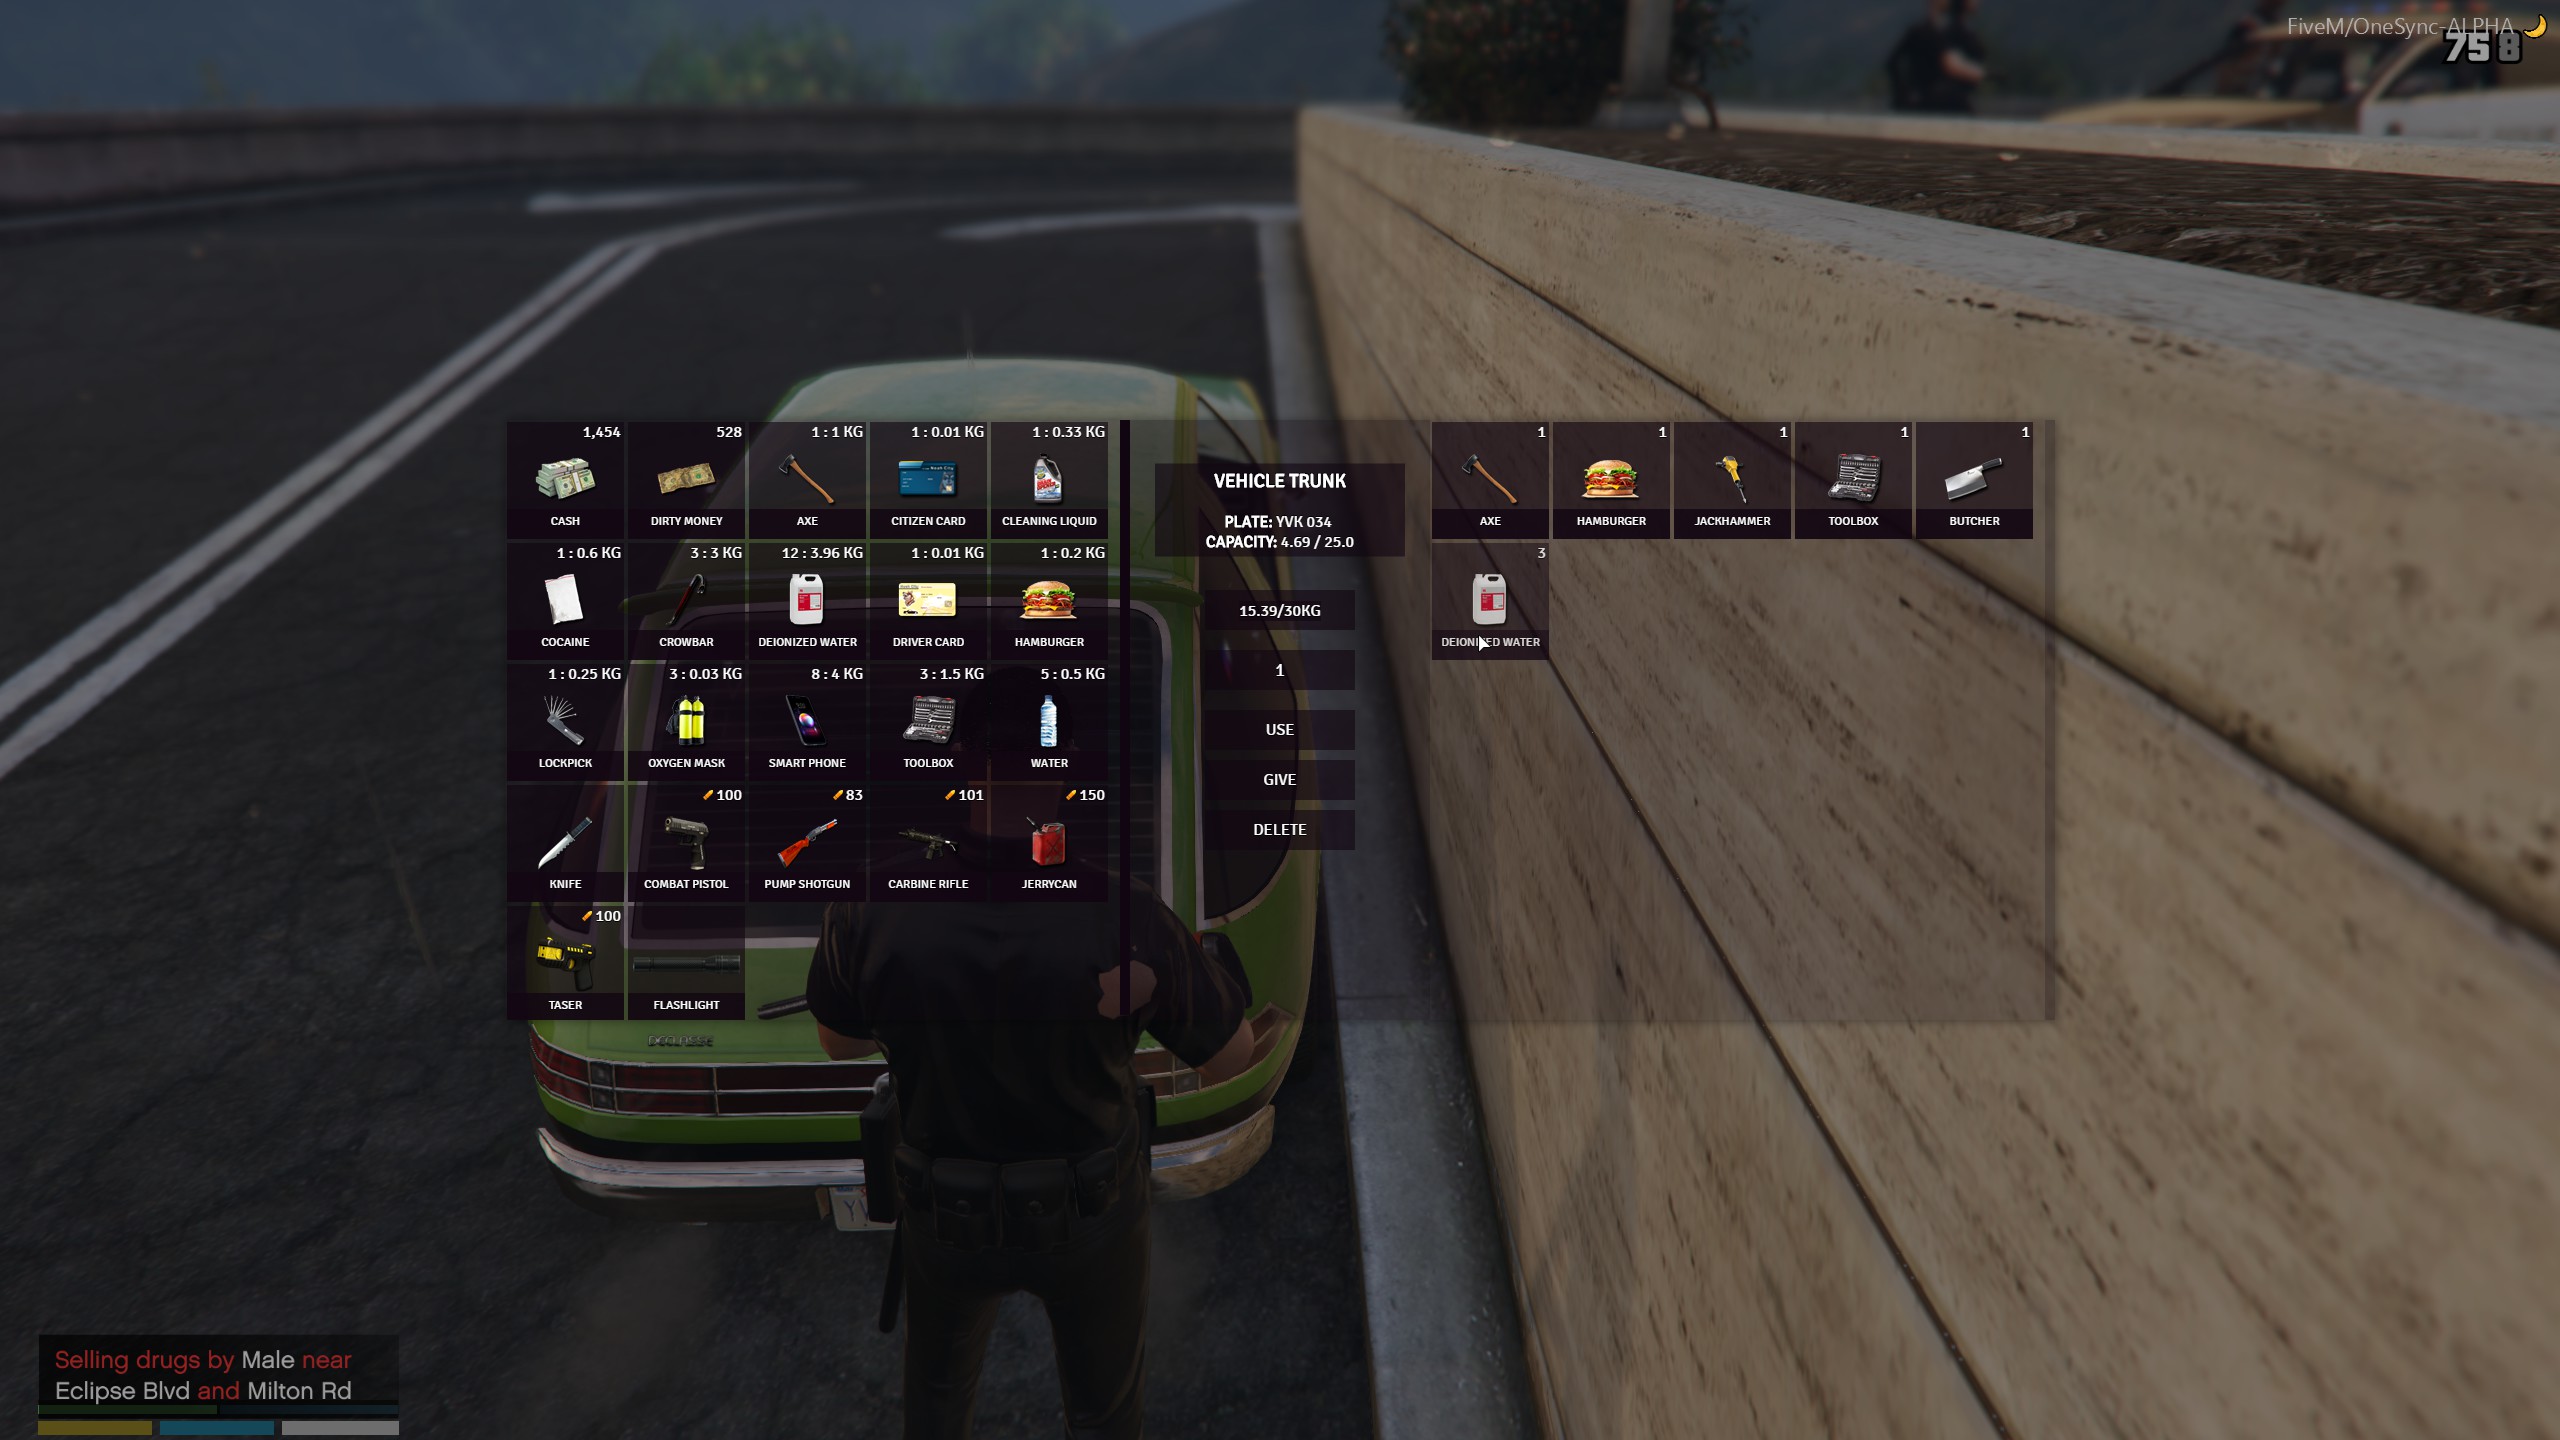 FiveM/OneSync-ALPHA
75 8
1,454
CASH
528
DIRTY MONEY
1 : 1 KG
AXE
1 : 0.01 KG
CITIZEN CARD
1 : 0.33 KG
CLEANING LIQUID
1 : 0.6 KG
COCAINE
3 : 3 KG
CROWBAR
12 : 3.96 KG
DEIONIZED WATER
1 : 0.01 KG
DRIVER CARD
1 : 0.2 KG
HAMBURGER
1 : 0.25 KG
LOCKPICK
3 : 0.03 KG
OXYGEN MASK
8 : 4 KG
SMART PHONE
3 : 1.5 KG
TOOLBOX
5 : 0.5 KG
WATER
KNIFE
100
COMBAT PISTOL
83
PUMP SHOTGUN
101
CARBINE RIFLE
150
JERRYCAN
100
TASER
FLASHLIGHT
VEHICLE TRUNK
PLATE: YVK 034
CAPACITY: 4.69 / 25.0
15.39/30KG
1
USE
GIVE
DELETE
1
AXE
1
HAMBURGER
1
JACKHAMMER
1
TOOLBOX
1
BUTCHER
3
DEIONIZED WATER
DECLASSE
YV
Selling drugs by Male near
Eclipse Blvd and Milton Rd